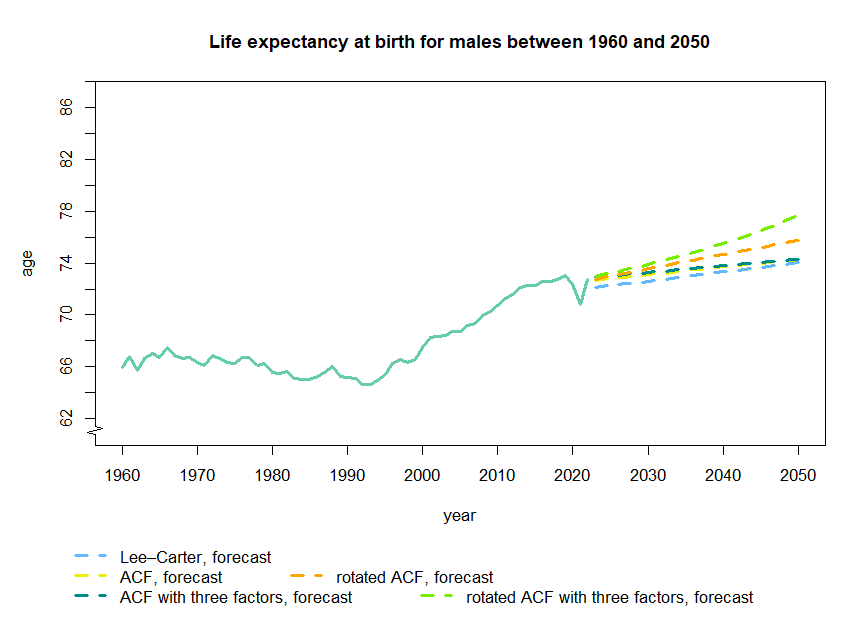 Life expectancy at birth for males between 1960 and 2050
86
82
78
74
70
66
62
age
1960 1970 1980 1990 2000 2010 2020 2030 2040 2050
year
Lee–Carter, forecast
ACF, forecast rotated ACF, forecast
ACF with three factors, forecast rotated ACF with three factors, forecast